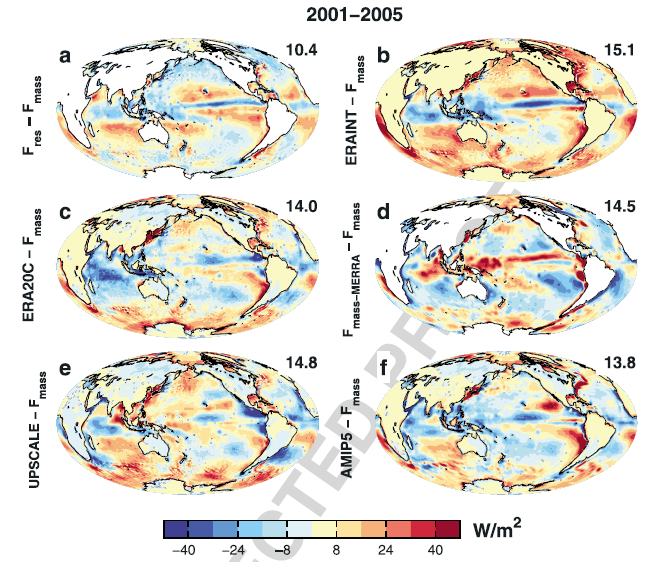 2001–2005
a
10.4
F_res – F_mass
b
15.1
ERAINT – F_mass
c
14.0
ERA20C – F_mass
d
14.5
F_mass–MERRA – F_mass
e
14.8
UPSCALE – F_mass
f
13.8
AMIP5 – F_mass
−40 −24 −8 8 24 40
W/m²